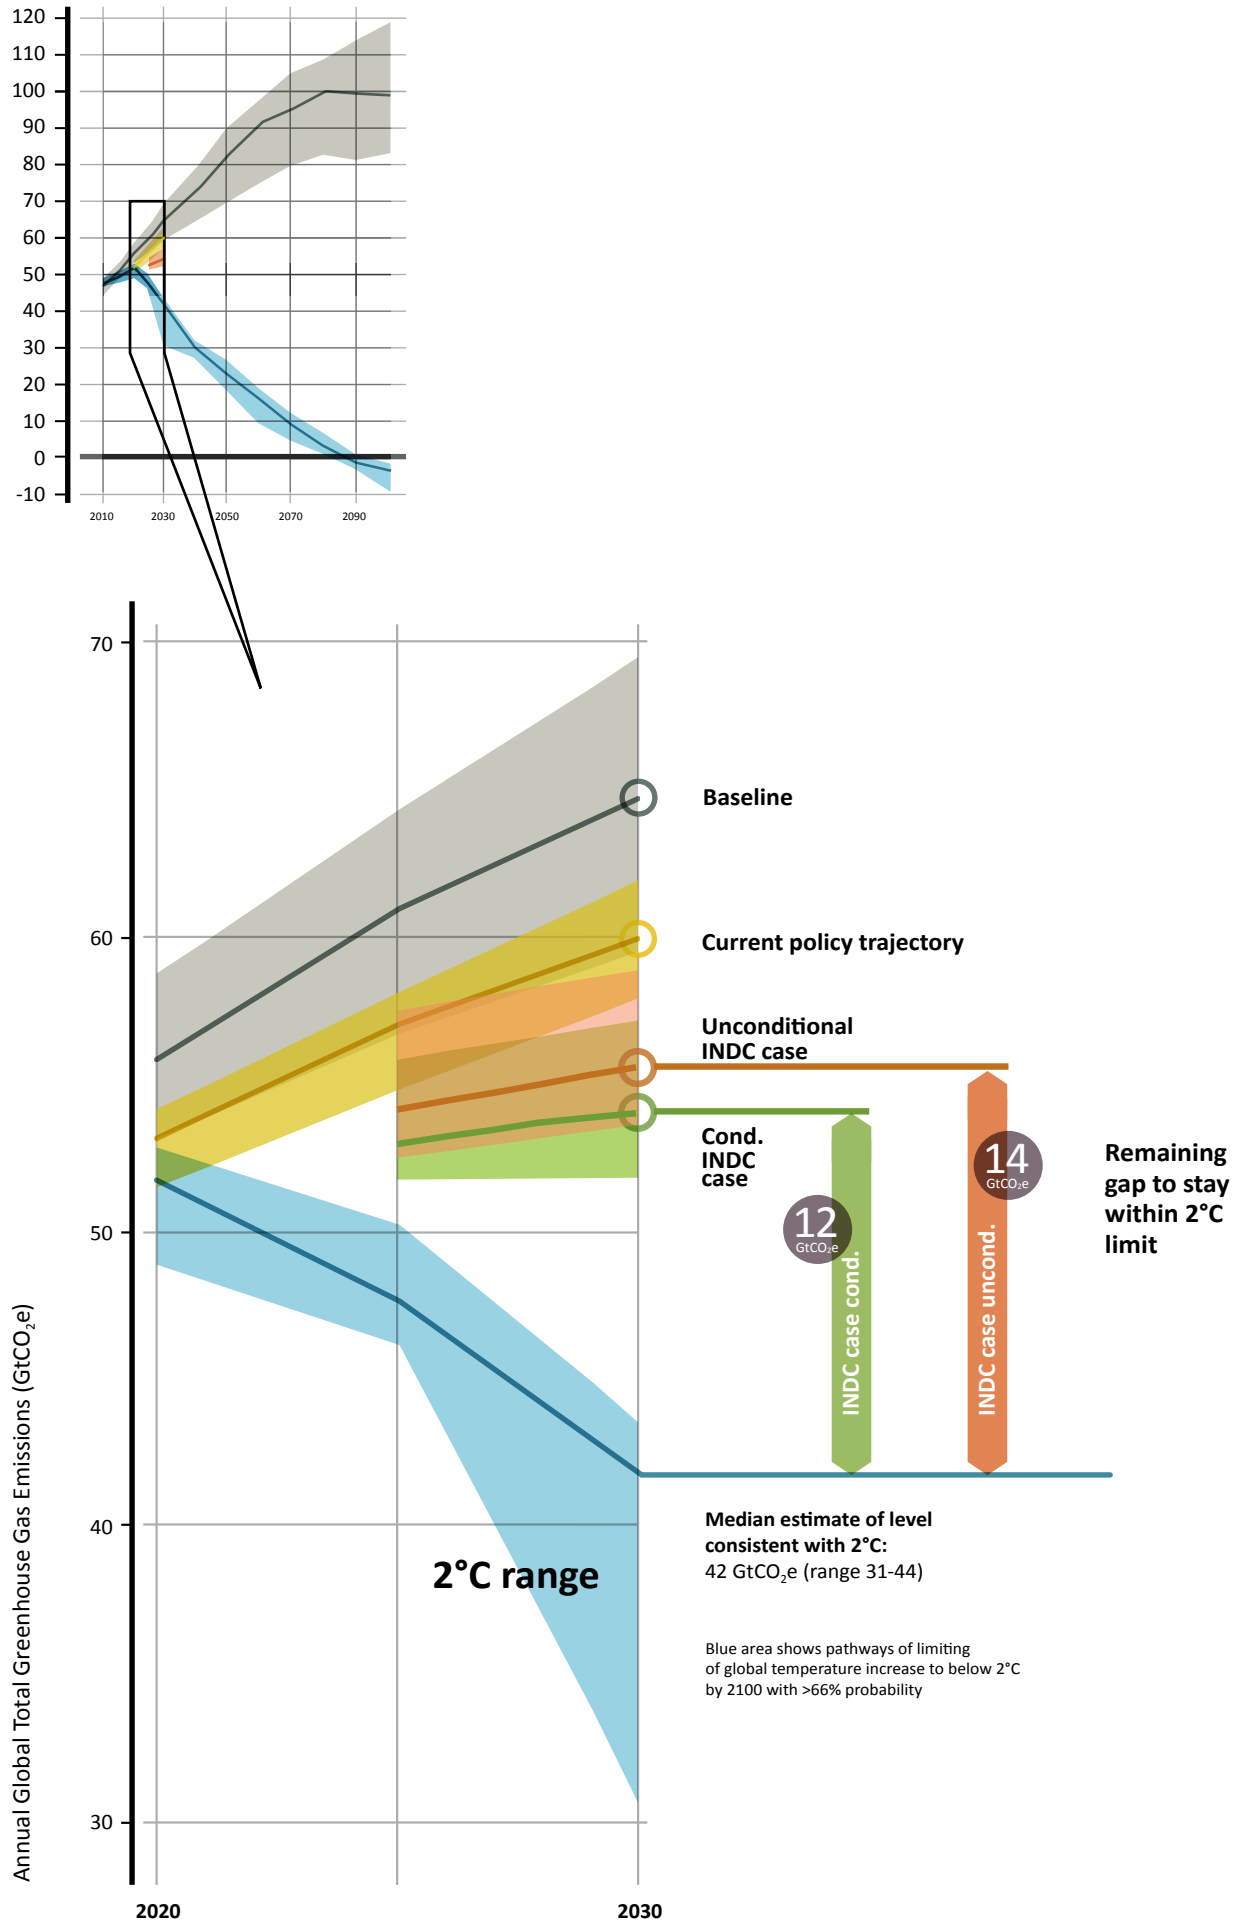 120
110
100
90
80
70
60
50
40
30
20
10
0
-10
2010 2030 2050 2070 2090
70
60
50
40
30
Annual Global Total Greenhouse Gas Emissions (GtCO₂e)
2020 2030
Baseline
Current policy trajectory
Unconditional
INDC case
Cond.
INDC
case
12
GtCO₂e
INDC case cond.
14
GtCO₂e
INDC case uncond.
Remaining
gap to stay
within 2°C
limit
2°C range
Median estimate of level
consistent with 2°C:
42 GtCO₂e (range 31-44)
Blue area shows pathways of limiting
of global temperature increase to below 2°C
by 2100 with >66% probability